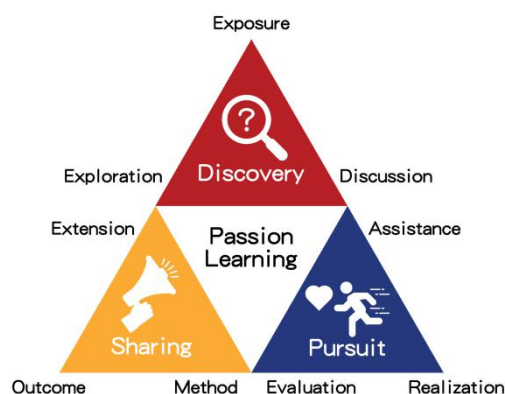 Exposure
?
Discovery
Exploration
Discussion
Extension
Assistance
Passion
Learning
Sharing
Pursuit
Outcome
Method
Evaluation
Realization